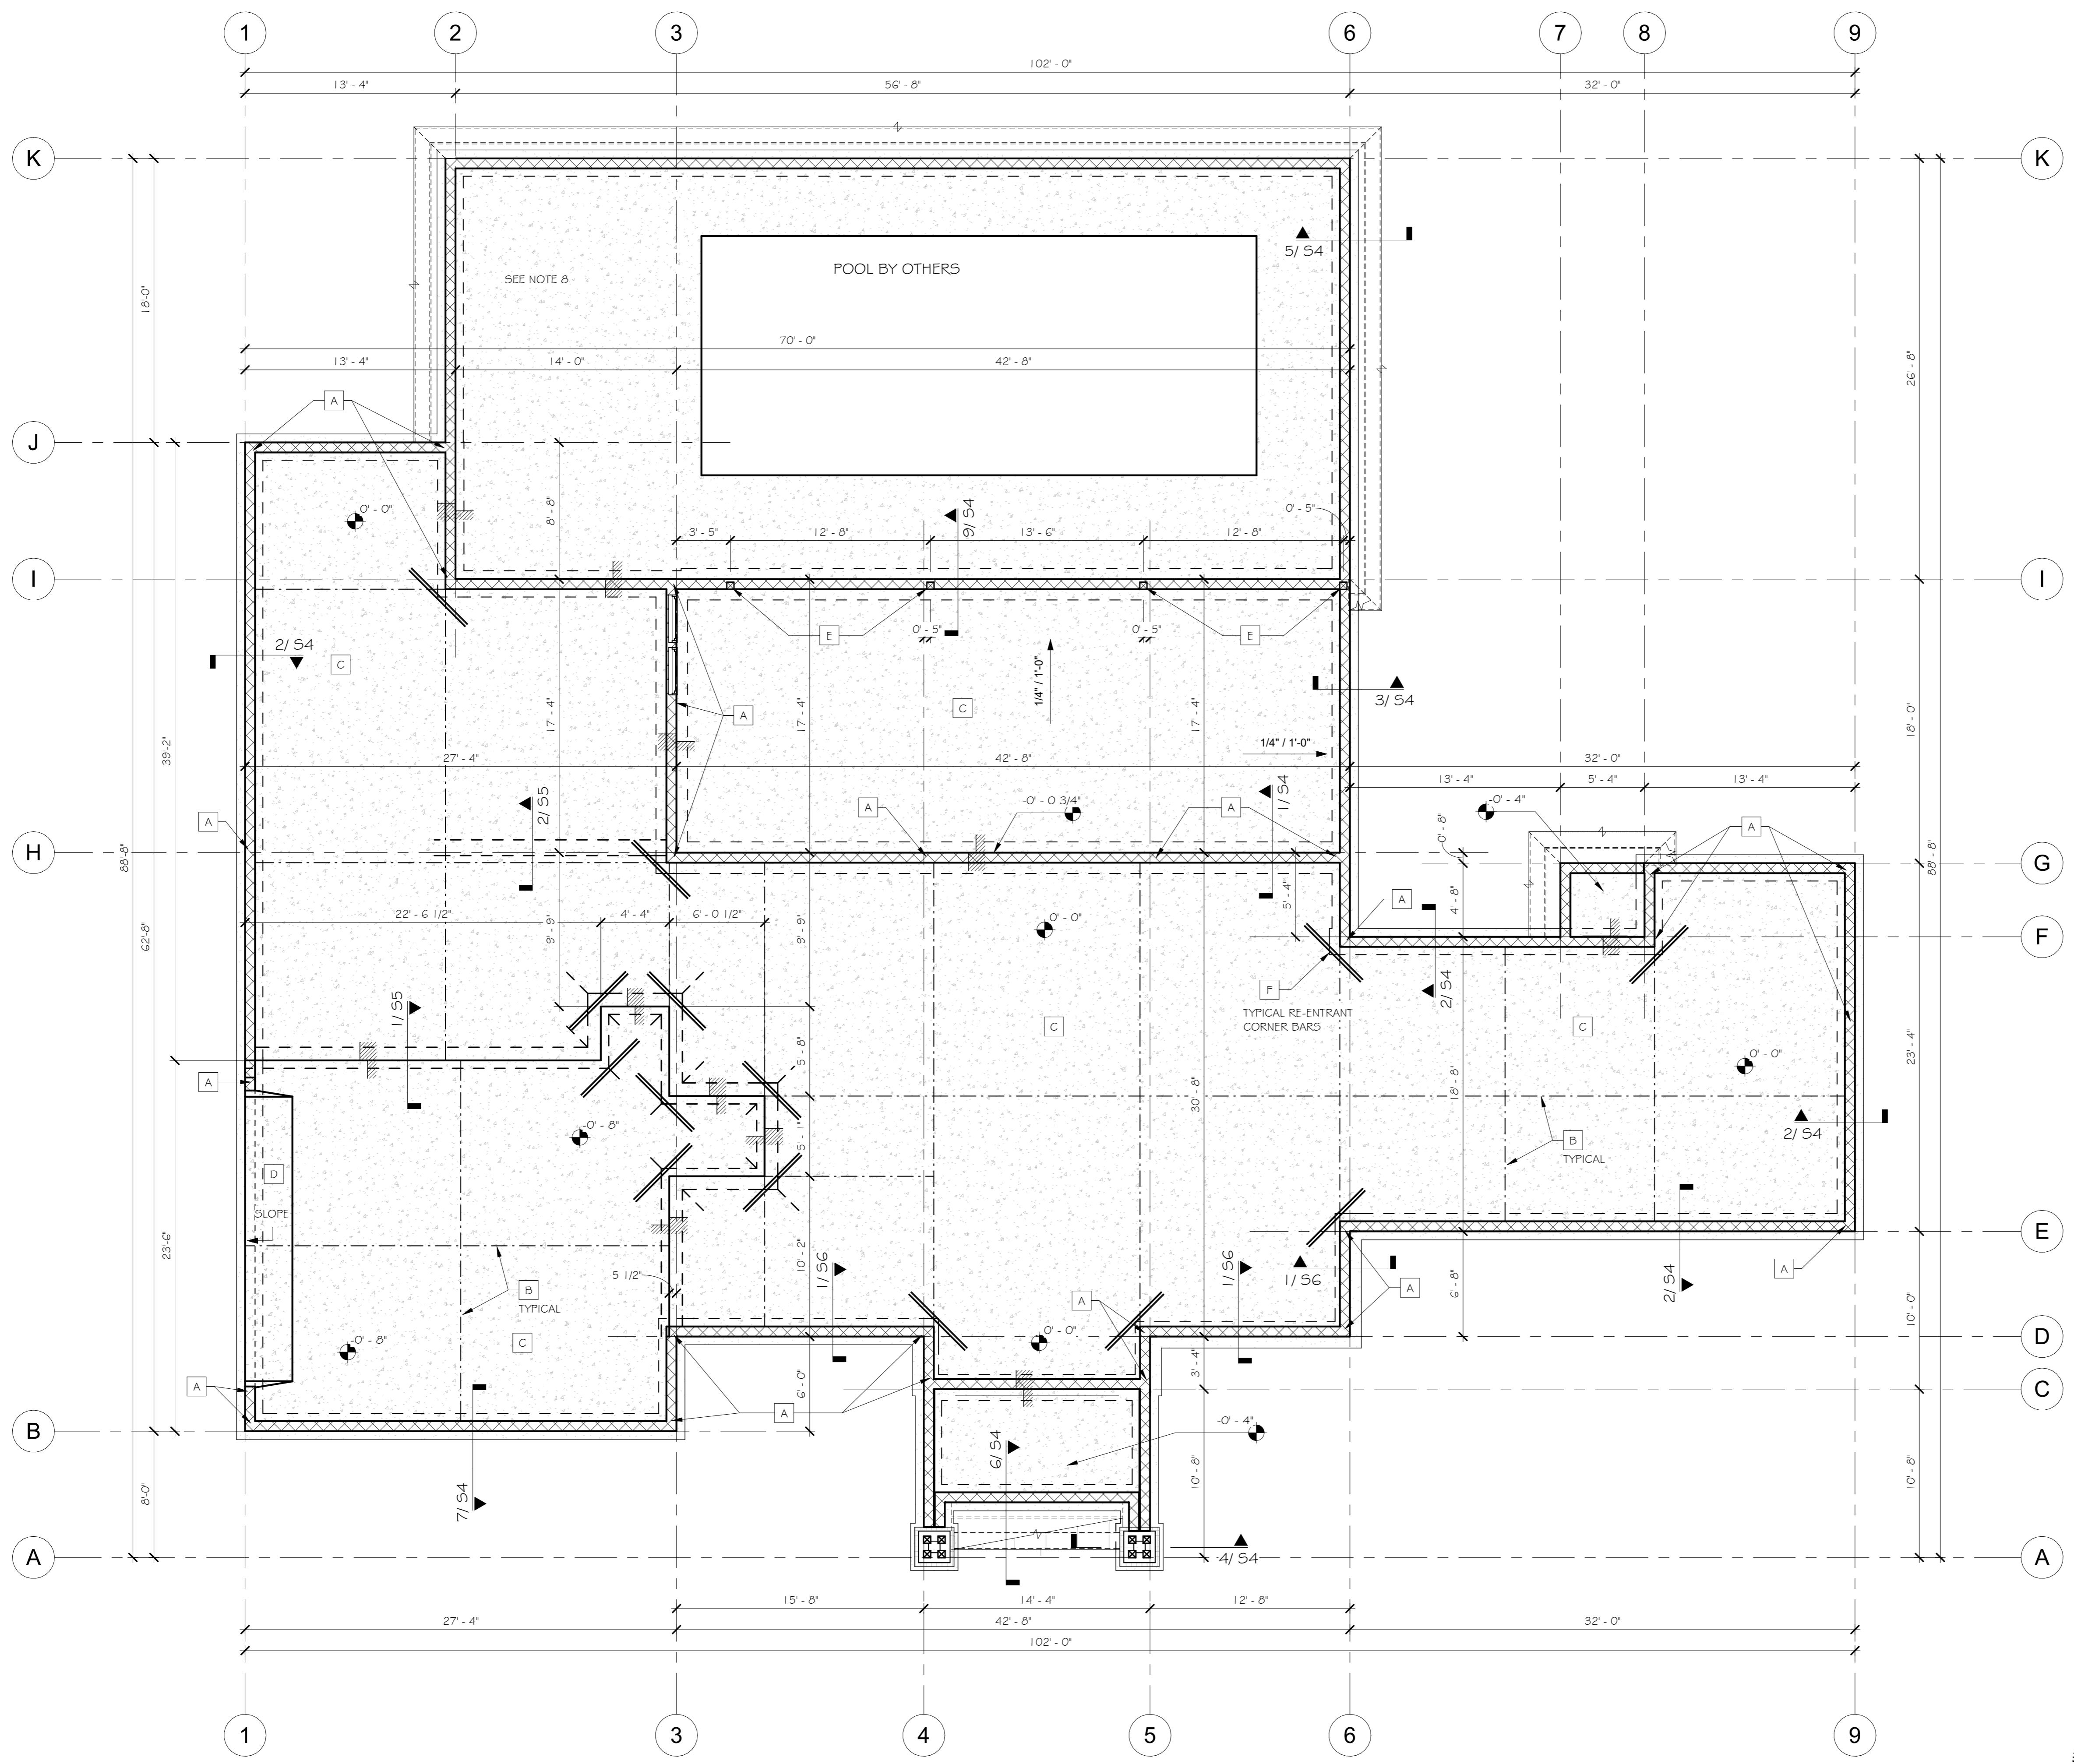 1 2 3 6 7 8 9
102' - 0"
13' - 4" 56' - 8" 32' - 0"
K K
5/ S4
POOL BY OTHERS
SEE NOTE 8
18'-0"
70' - 0"
13' - 4" 14' - 0" 42' - 8"
26' - 8"
A
J
8' - 8"
9/ S4
0' - 0"
0' - 5"
3' - 5" 12' - 8" 13' - 6" 12' - 8"
I I
E E
0' - 5" 0' - 5"
2/ S4
C
1/4" / 1'-0"
3/ S4
C
A
17' - 4" 17' - 4" 17' - 4"
18' - 0"
39'-2"
1/4" / 1'-0"
27' - 4" 42' - 8" 32' - 0"
13' - 4" 5' - 4" 13' - 4"
2/ S5
1/ S4
A A -0' - 0 3/4" A
-0' - 4"
A
0' - 8"
88'-8"
H G
88' - 8"
5' - 4"
4' - 8"
A
22' - 6 1/2" 4' - 4" 6' - 0 1/2"
0' - 0"
9' - 9" 9' - 9"
62'-8"
F
2/ S4
F
TYPICAL RE-ENTRANT
CORNER BARS
1/ S5
C C
0' - 0"
5' - 8"
23' - 4"
A
18' - 8"
30' - 8"
-0' - 8"
5' - 1"
2/ S4
B
TYPICAL
D
SLOPE
23'-6"
10' - 2"
E
1/ S6 1/ S6 1/ S6
5 1/2"
A
2/ S4
B
TYPICAL
A A
6' - 8"
10' - 0"
-0' - 8"
C
0' - 0"
D
3' - 4"
A
6' - 0"
C
A
B
-0' - 4"
6/ S4
7/ S4
8'-0"
10' - 8" 10' - 8"
A A
4/ S4
15' - 8" 14' - 4" 12' - 8"
27' - 4" 42' - 8" 32' - 0"
102' - 0"
1 3 4 5 6 9